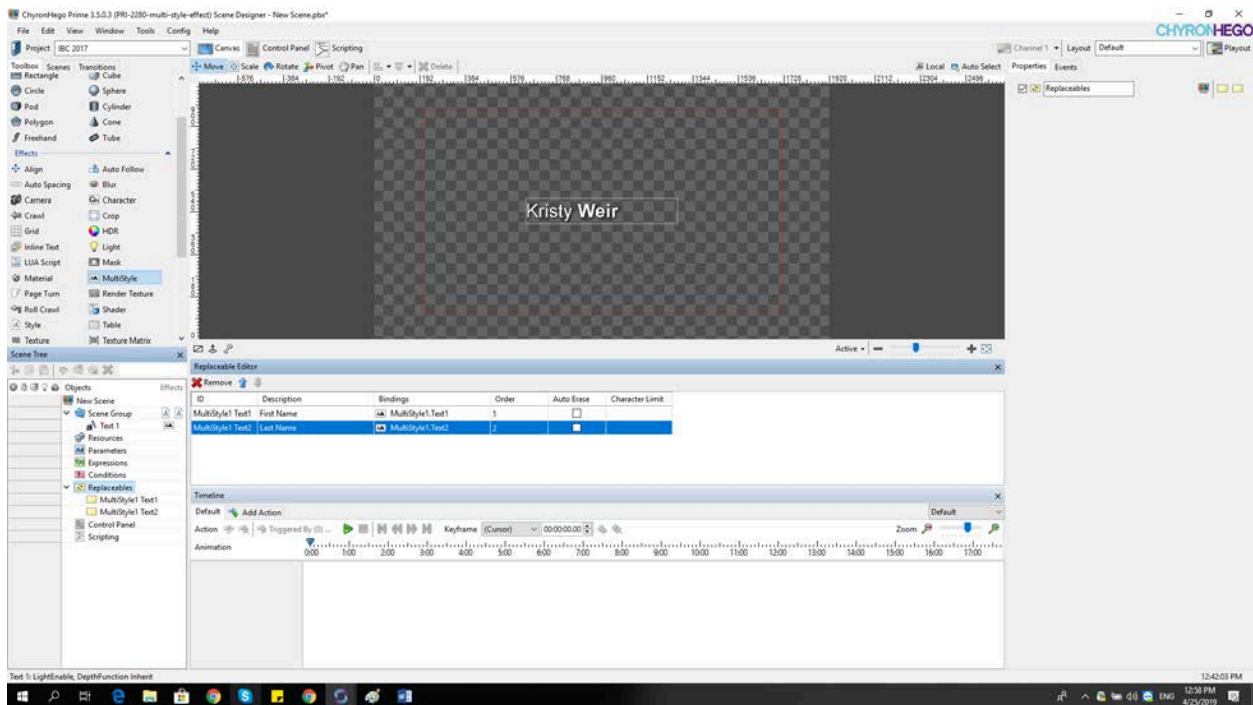 ChyronHego Prime 3.5.0.3 (PRI-2280-multi-style-effect) Scene Designer - New Scene.pbx*
File Edit View Window Tools Config Help
CHYRONHEGO
Project IBC 2017 Canvas Control Panel Scripting Channel 1 Layout Default Playout
Toolbox Scenes Transitions Move Scale Rotate Pivot Pan Delete Local Auto Select Properties Events
Rectangle Cube
Circle Sphere
Pod Cylinder
Polygon Cone
Freehand Tube
Effects
Align Auto Follow
Auto Spacing Blur
Camera Character
Crawl Crop
Grid HDR
Inline Text Light
LUA Script Mask
Material MultiStyle
Page Turn Render Texture
Roll Crawl Shader
Style Table
Texture Texture Matrix
Replaceables
Kristy Weir
Active
Scene Tree
Objects Effects
New Scene
Scene Group
Text 1
Resources
Parameters
Expressions
Conditions
Replaceables
MultiStyle1 Text1
MultiStyle1 Text2
Control Panel
Scripting
Replaceable Editor
Remove
ID Description Bindings Order Auto Erase Character Limit
MultiStyle1 Text1 First Name MultiStyle1.Text1 1
MultiStyle1 Text2 Last Name MultiStyle1.Text2 2
Timeline
Default Add Action Default
Action Triggered By (0) ... Keyframe (Cursor) 00:00:00.00 Zoom
Animation 0:00 1:00 2:00 3:00 4:00 5:00 6:00 7:00 8:00 9:00 10:00 11:00 12:00 13:00 14:00 15:00 16:00 17:00
Text 1: LightEnable, DepthFunction Inherit 12:42:03 PM
ENG 12:58 PM
4/25/2019